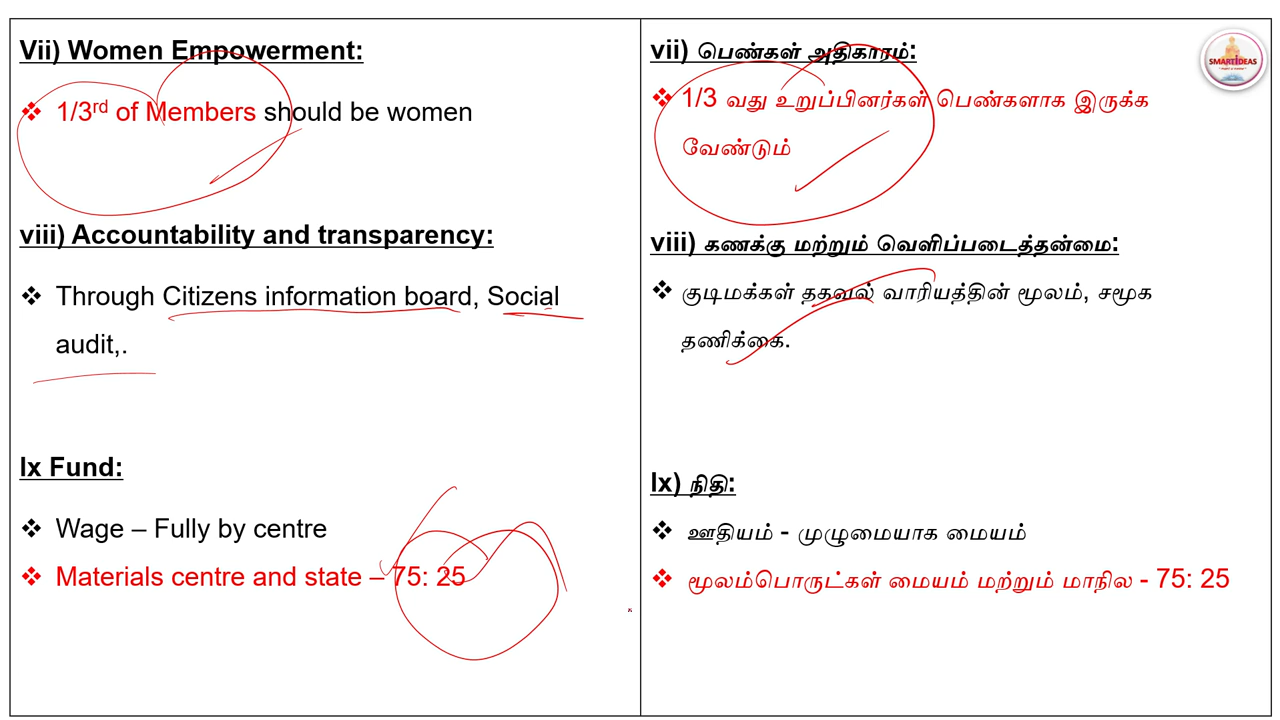 Vii) Women Empowerment:
❖ 1/3rd of Members should be women
viii) Accountability and transparency:
❖ Through Citizens information board, Social
audit,.
Ix Fund:
❖ Wage – Fully by centre
❖ Materials centre and state – 75: 25
vii) பெண்கள் அதிகாரம்:
❖ 1/3 வது உறுப்பினர்கள் பெண்களாக இருக்க
வேண்டும்
viii) கணக்கு மற்றும் வெளிப்படைத்தன்மை:
❖ குடிமக்கள் தகவல் வாரியத்தின் மூலம், சமூக
தணிக்கை.
Ix) நிதி:
❖ ஊதியம் - முழுமையாக மையம்
❖ மூலம்பொருட்கள் மையம் மற்றும் மாநில - 75: 25
SMART IDEAS